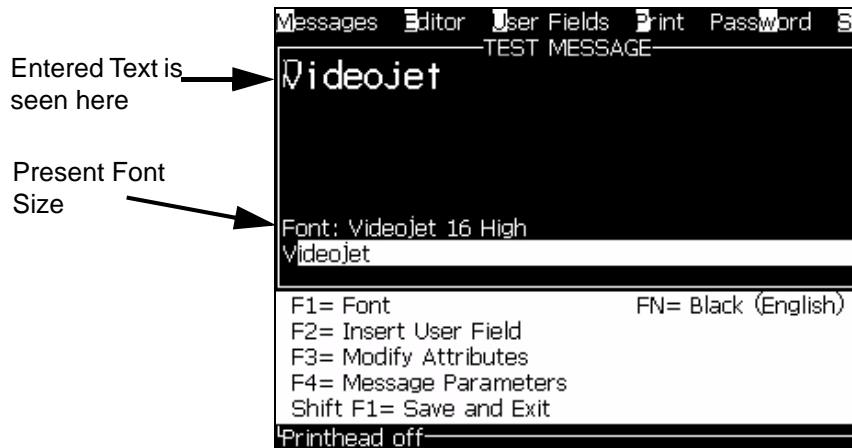 Messages Editor User Fields Print Password S
TEST MESSAGE
Entered Text is
seen here
Videojet
Present Font
Size
Font: Videojet 16 High
Videojet
F1= Font FN= Black (English)
F2= Insert User Field
F3= Modify Attributes
F4= Message Parameters
Shift F1= Save and Exit
Printhead off